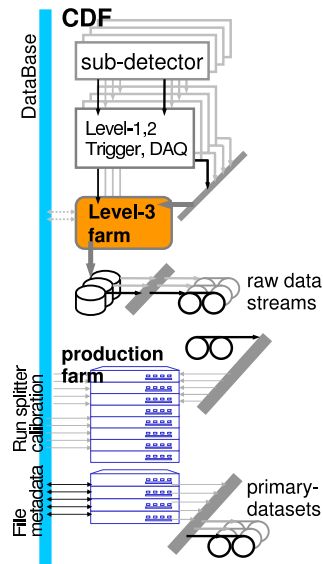 CDF
DataBase
sub-detector
Level-1,2
Trigger, DAQ
Level-3
farm
raw data
streams
production
farm
Run splitter
calibration
File
metadata
primary-
datasets